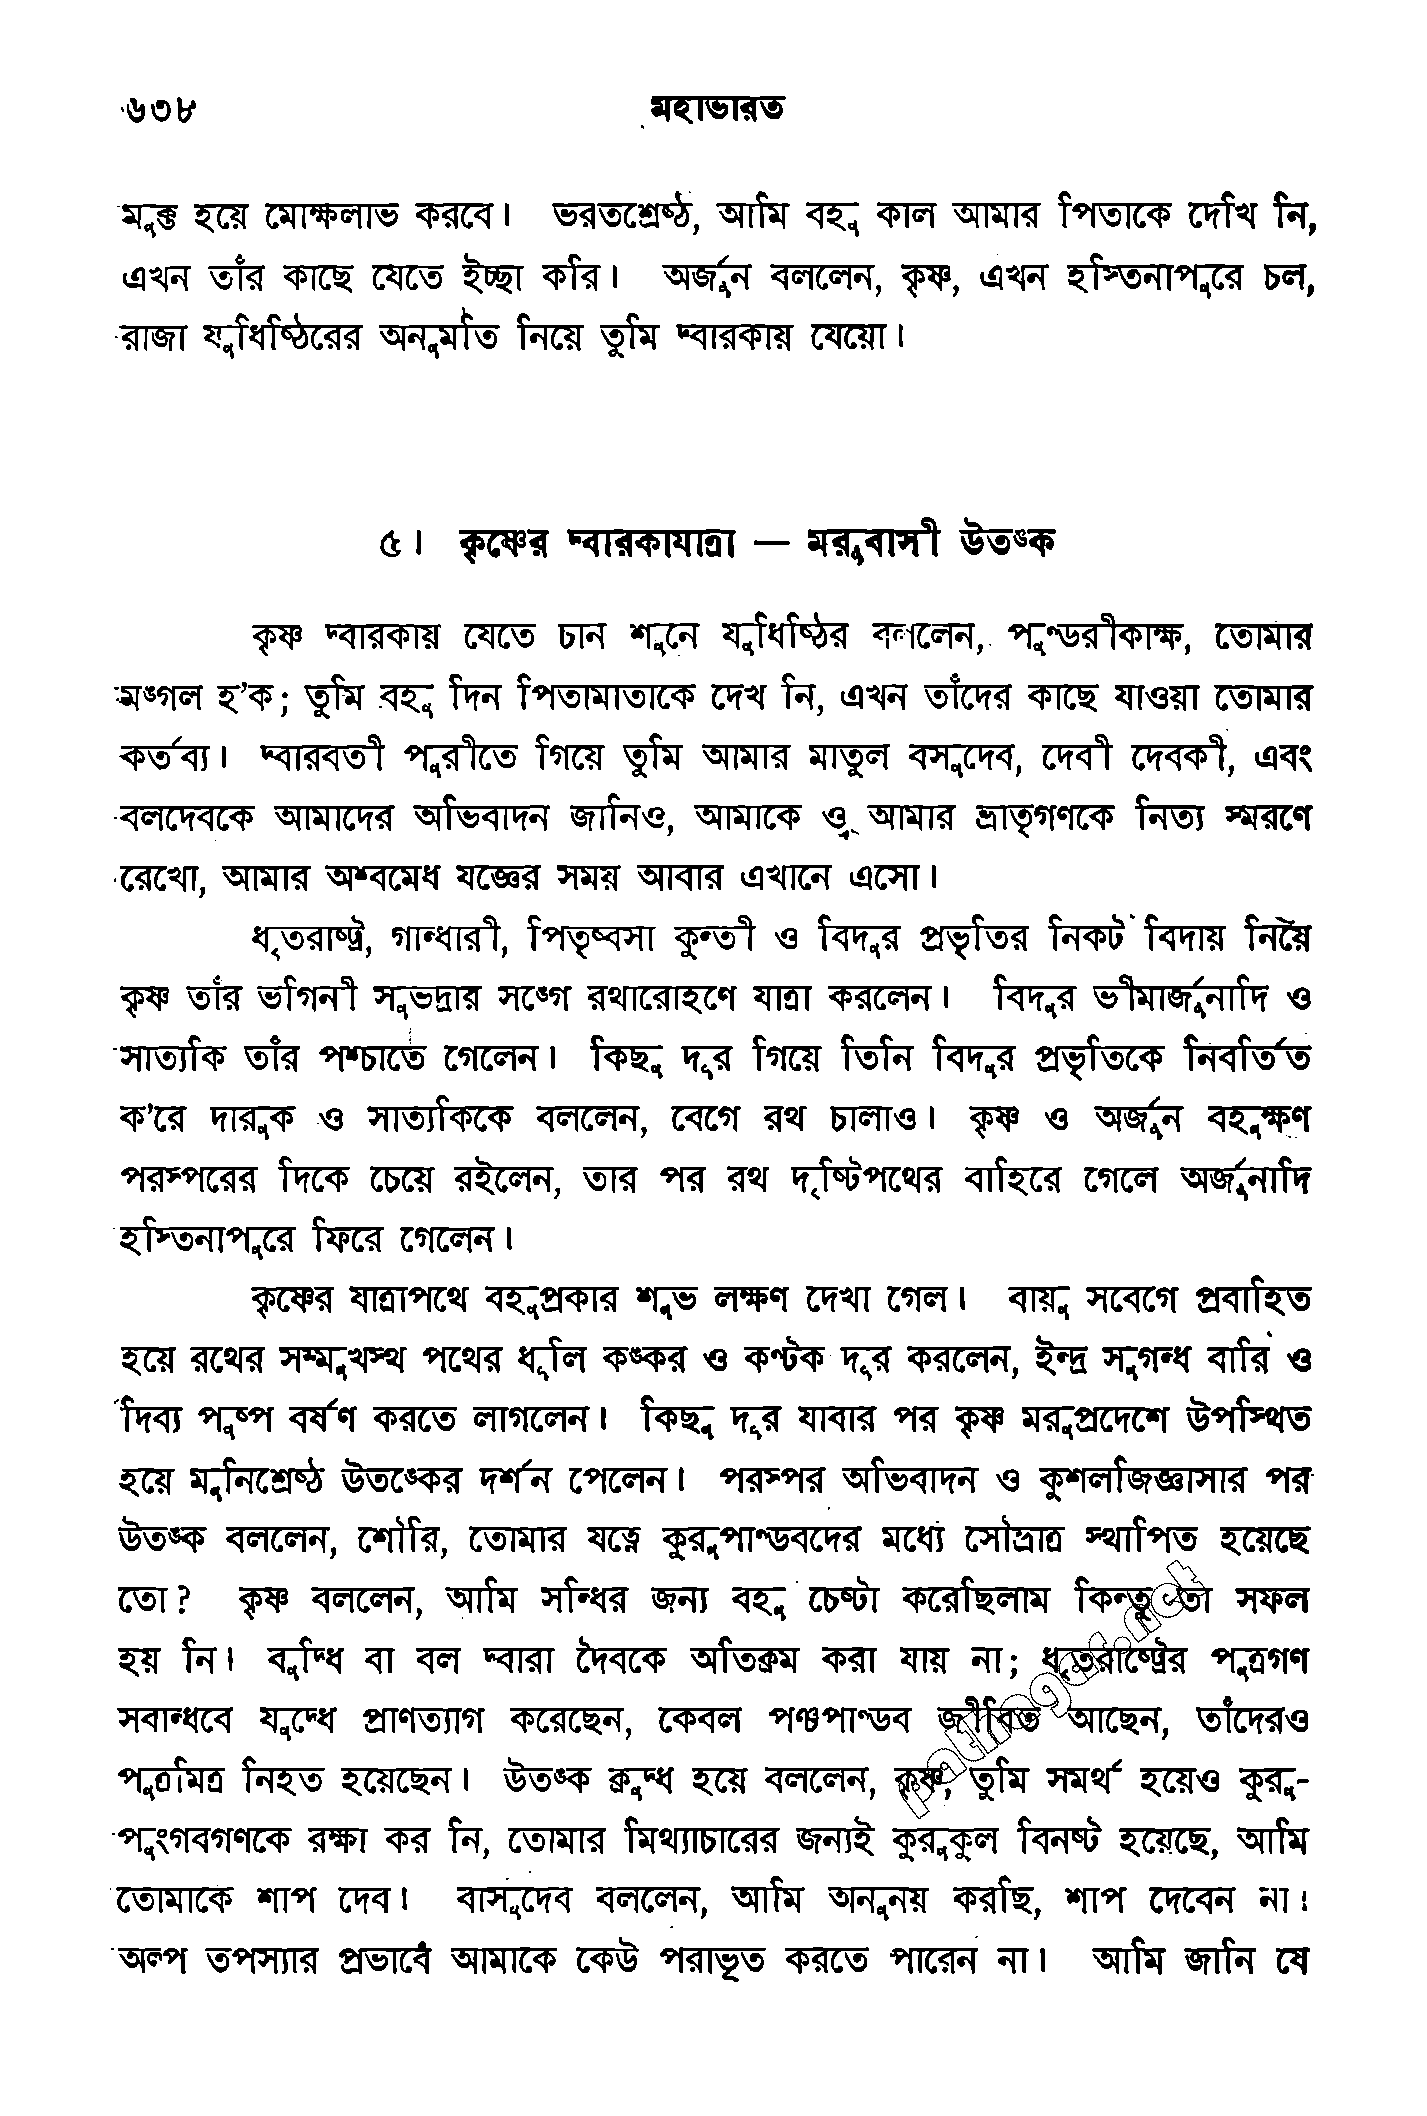 ৬৩৮ মহাভারত
মুক্ত হয়ে মোক্ষলাভ করবে। ভরতশ্রেষ্ঠ, আমি বহু কাল আমার পিতাকে দেখি নি,
এখন তাঁর কাছে যেতে ইচ্ছা করি। অর্জুন বললেন, কৃষ্ণ, এখন হস্তিনাপুরে চল,
রাজা যুধিষ্ঠিরের অনুমতি নিয়ে তুমি দ্বারকায় যেয়ো।
৫। কৃষ্ণের দ্বারকাযাত্রা — মরুবাসী উতঙ্ক
কৃষ্ণ দ্বারকায় যেতে চান শুনে যুধিষ্ঠির বললেন, পুণ্ডরীকাক্ষ, তোমার
মঙ্গল হ’ক; তুমি বহু দিন পিতামাতাকে দেখ নি, এখন তাঁদের কাছে যাওয়া তোমার
কর্তব্য। দ্বারবতী পুরীতে গিয়ে তুমি আমার মাতুল বসুদেব, দেবী দেবকী, এবং
বলদেবকে আমাদের অভিবাদন জানিও, আমাকে ও আমার ভ্রাতৃগণকে নিত্য স্মরণে
রেখো, আমার অশ্বমেধ যজ্ঞের সময় আবার এখানে এসো।
ধৃতরাষ্ট্র, গান্ধারী, পিতৃষ্বসা কুন্তী ও বিদুর প্রভৃতির নিকট বিদায় নিয়ে
কৃষ্ণ তাঁর ভগিনী সুভদ্রার সঙ্গে রথারোহণে যাত্রা করলেন। বিদুর ভীমার্জুনাদি ও
সাত্যকি তাঁর পশ্চাতে গেলেন। কিছু দূর গিয়ে তিনি বিদুর প্রভৃতিকে নিবর্তিত
ক’রে দারুক ও সাত্যকিকে বললেন, বেগে রথ চালাও। কৃষ্ণ ও অর্জুন বহুক্ষণ
পরস্পরের দিকে চেয়ে রইলেন, তার পর রথ দৃষ্টিপথের বাহিরে গেলে অর্জুনাদি
হস্তিনাপুরে ফিরে গেলেন।
কৃষ্ণের যাত্রাপথে বহুপ্রকার শুভ লক্ষণ দেখা গেল। বায়ু সবেগে প্রবাহিত
হয়ে রথের সম্মুখস্থ পথের ধূলি কঙ্কর ও কণ্টক দূর করলেন, ইন্দ্র সুগন্ধ বারি ও
দিব্য পুষ্প বর্ষণ করতে লাগলেন। কিছু দূর যাবার পর কৃষ্ণ মরুপ্রদেশে উপস্থিত
হয়ে মুনিশ্রেষ্ঠ উতঙ্কের দর্শন পেলেন। পরস্পর অভিবাদন ও কুশলজিজ্ঞাসার পর
উতঙ্ক বললেন, শৌরি, তোমার যত্নে কুরুপাণ্ডবদের মধ্যে সৌভ্রাত্র স্থাপিত হয়েছে
তো? কৃষ্ণ বললেন, আমি সন্ধির জন্য বহু চেষ্টা করেছিলাম কিন্তু তা সফল
হয় নি। বুদ্ধি বা বল দ্বারা দৈবকে অতিক্রম করা যায় না; ধৃতরাষ্ট্রের পুত্রগণ
সবান্ধবে যুদ্ধে প্রাণত্যাগ করেছেন, কেবল পঞ্চপাণ্ডব জীবিত আছেন, তাঁদেরও
পুত্রমিত্র নিহত হয়েছেন। উতঙ্ক ক্রুদ্ধ হয়ে বললেন, কৃষ্ণ, তুমি সমর্থ হয়েও কুরু-
পুংগবগণকে রক্ষা কর নি, তোমার মিথ্যাচারের জন্যই কুরুকুল বিনষ্ট হয়েছে, আমি
তোমাকে শাপ দেব। বাসুদেব বললেন, আমি অনুনয় করছি, শাপ দেবেন না।
অল্প তপস্যার প্রভাবে আমাকে কেউ পরাভূত করতে পারেন না। আমি জানি যে
pathagar.net